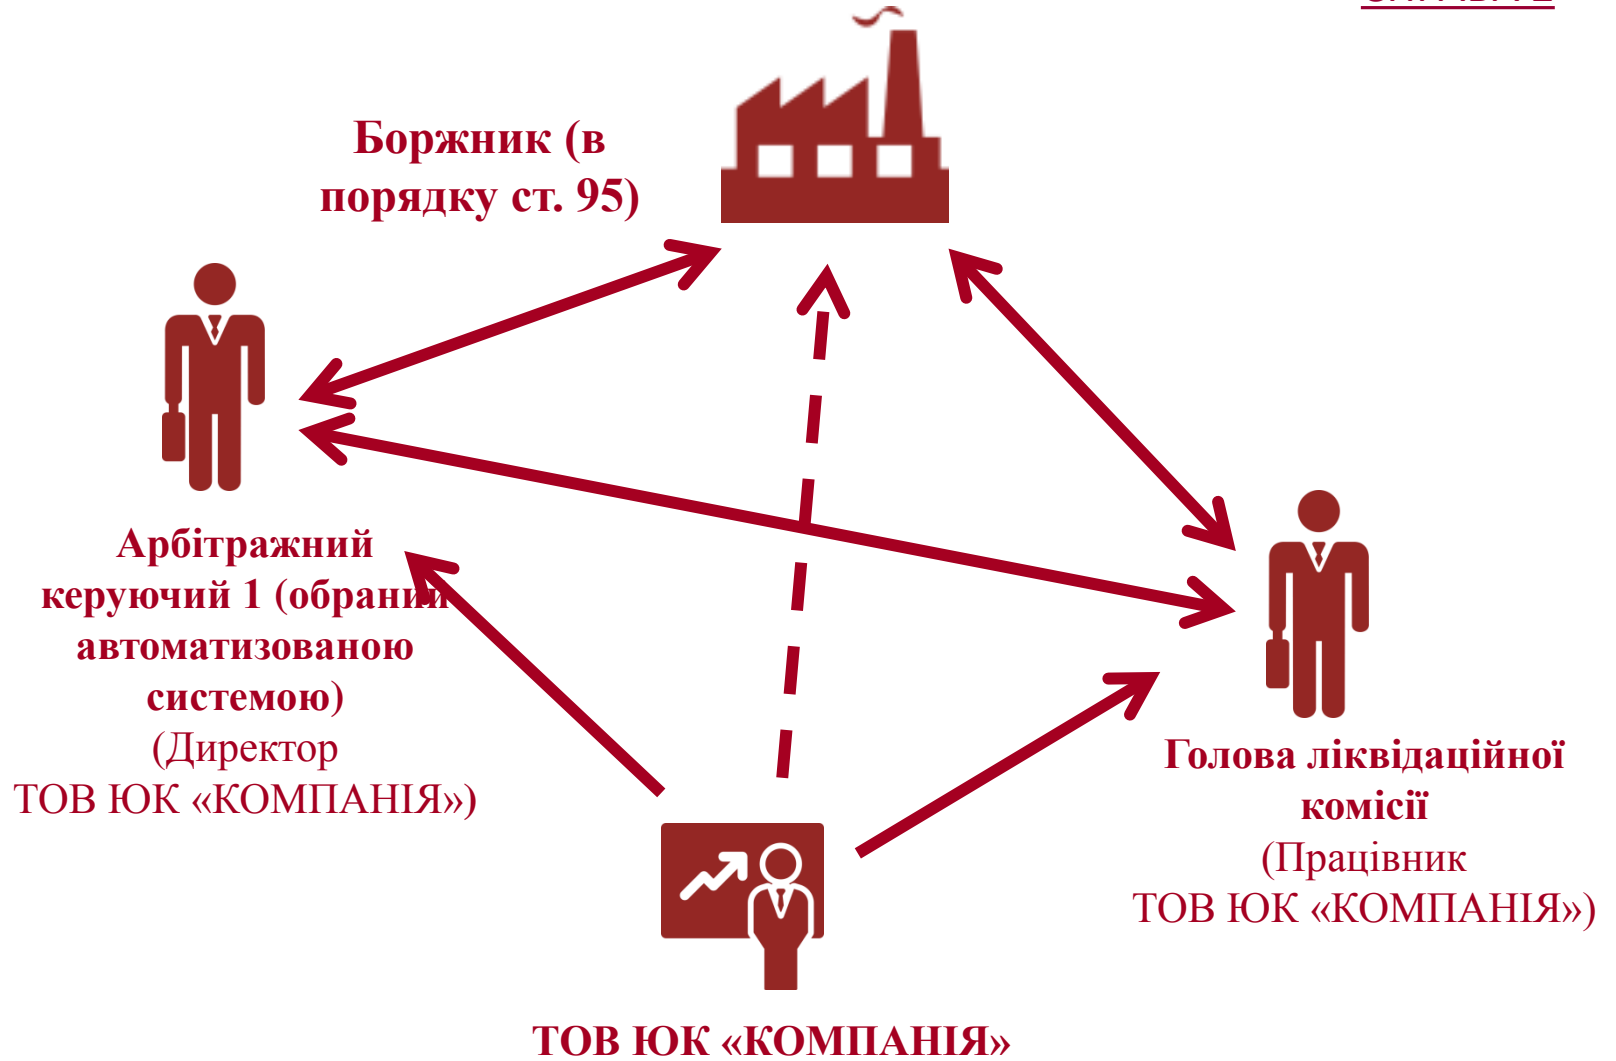 Боржник (в
порядку ст. 95)
Арбітражний
керуючий 1 (обраний
автоматизованою
системою)
(Директор
ТОВ ЮК «КОМПАНІЯ»)
Голова ліквідаційної
комісії
(Працівник
ТОВ ЮК «КОМПАНІЯ»)
ТОВ ЮК «КОМПАНІЯ»